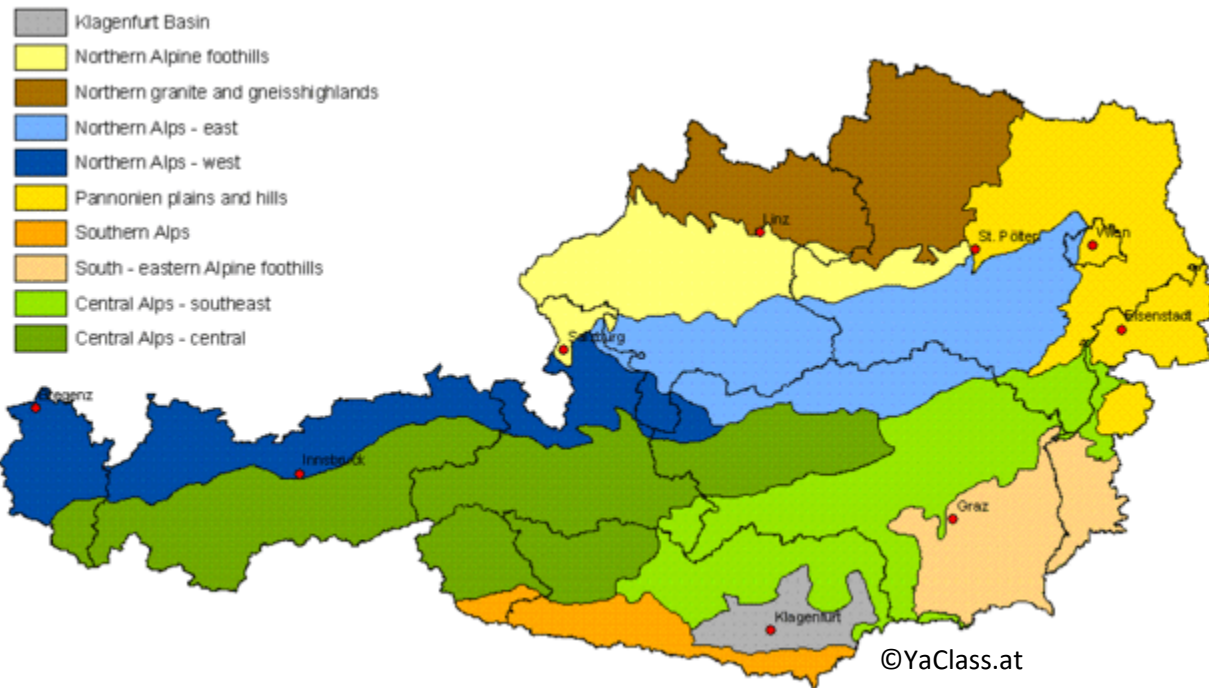 Klagenfurt Basin
Northern Alpine foothills
Northern granite and gneisshighlands
Northern Alps - east
Northern Alps - west
Pannonien plains and hills
Southern Alps
South - eastern Alpine foothills
Central Alps - southeast
Central Alps - central
Linz
St. Pölten
Wien
Eisenstadt
Salzburg
Bregenz
Innsbruck
Graz
Klagenfurt
©YaClass.at